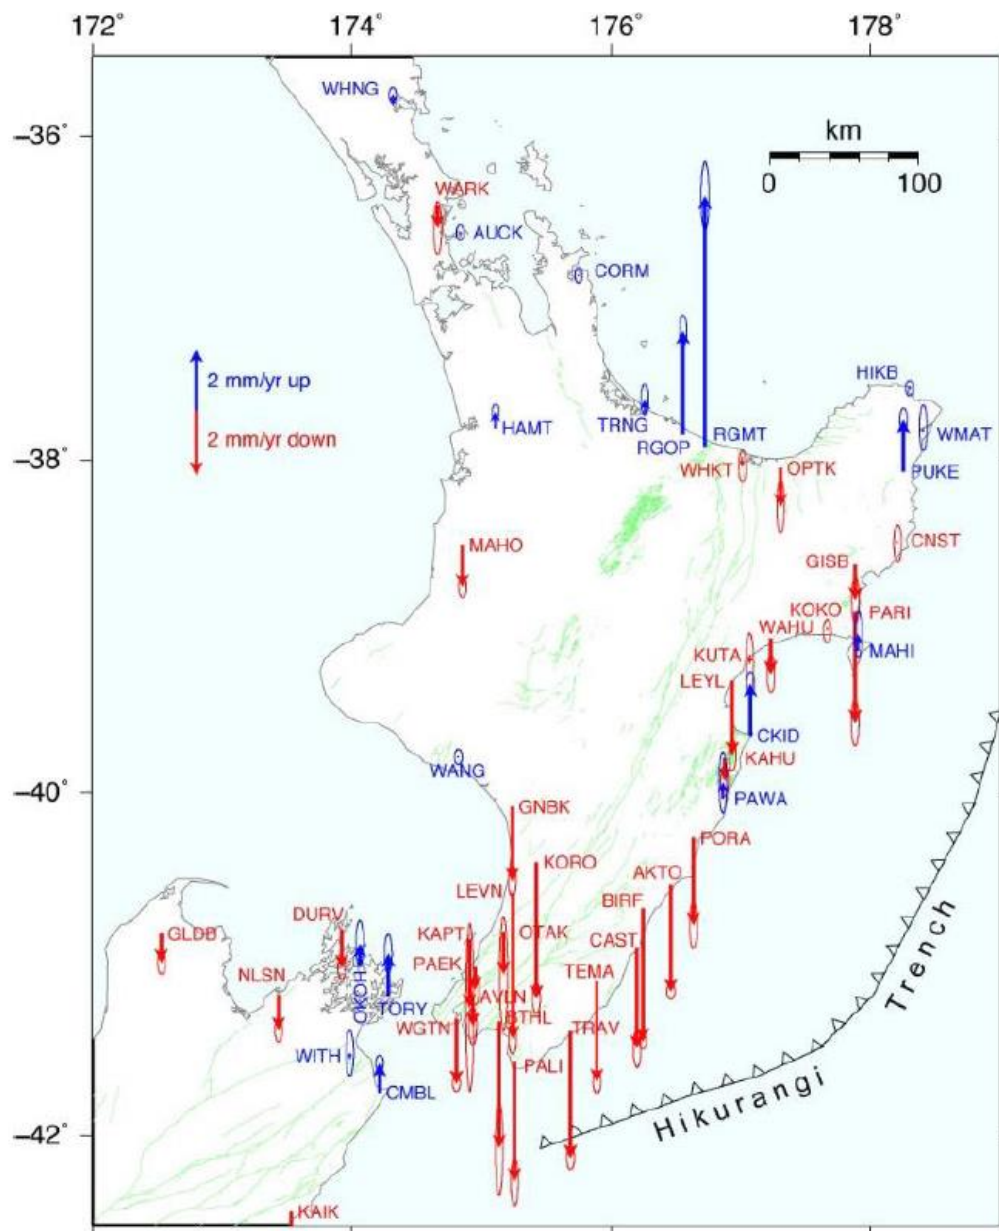 172° 174° 176° 178°
WHNG
−36°
km
0 100
WARK
AUCK
CORM
2 mm/yr up
HIKB
2 mm/yr down
HAMT
TRNG
RGOP
RGMT
WMAT
−38°
WHKT
OPTK
PUKE
MAHO
CNST
GISB
KOKO
PARI
WAHU
KUTA
MAHI
LEYL
CKID
WANG
KAHU
−40°
PAWA
GNBK
PORA
KORO
LEVN
AKTO
BIRF
DURV
GLDB
KAPT
OTAK
CAST
PAEK
TEMA
NLSN
OKOH
TORY
AVLN
WGTN
BTHL
TRAV
WITH
PALI
CMBL
Hikurangi
Trench
−42°
KAIK